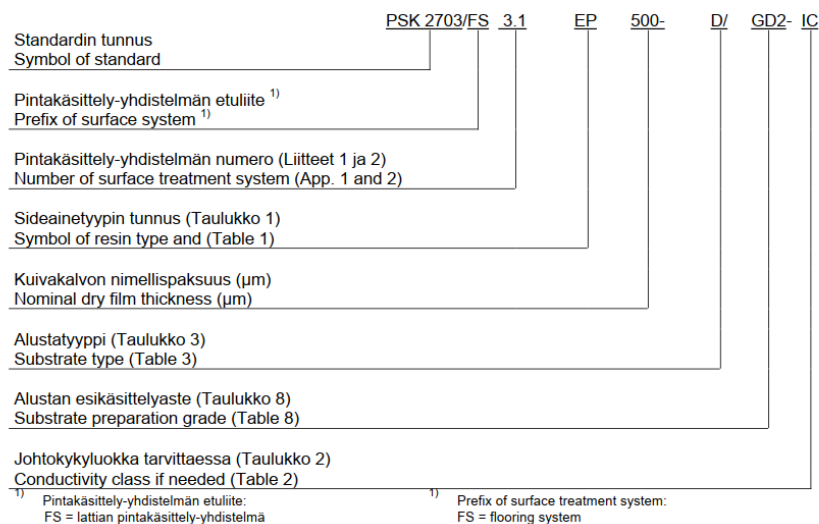 PSK 2703/FS 3.1 EP 500- D/ GD2- IC
Standardin tunnus
Symbol of standard
Pintakäsittely-yhdistelmän etuliite 1)
Prefix of surface system 1)
Pintakäsittely-yhdistelmän numero (Liitteet 1 ja 2)
Number of surface treatment system (App. 1 and 2)
Sideainetyypin tunnus (Taulukko 1)
Symbol of resin type and (Table 1)
Kuivakalvon nimellispaksuus (µm)
Nominal dry film thickness (µm)
Alustatyyppi (Taulukko 3)
Substrate type (Table 3)
Alustan esikäsittelyaste (Taulukko 8)
Substrate preparation grade (Table 8)
Johtokykyluokka tarvittaessa (Taulukko 2)
Conductivity class if needed (Table 2)
1) Pintakäsittely-yhdistelmän etuliite:
FS = lattian pintakäsittely-yhdistelmä
1) Prefix of surface treatment system:
FS = flooring system